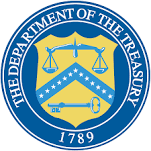 THE DEPARTMENT OF THE TREASURY
1789